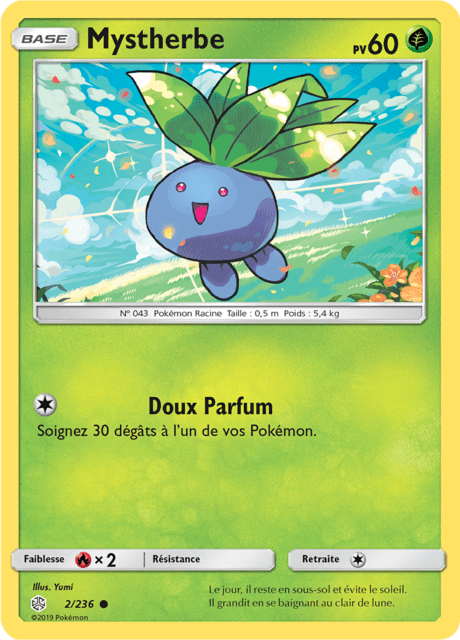 BASE Mystherbe PV60
Nº 043 Pokémon Racine Taille : 0,5 m Poids : 5,4 kg
Doux Parfum
Soignez 30 dégâts à l'un de vos Pokémon.
Faiblesse ×2 Résistance Retraite
Illus. Yumi
2/236
©2019 Pokémon
Le jour, il reste en sous-sol et évite le soleil.
Il grandit en se baignant au clair de lune.